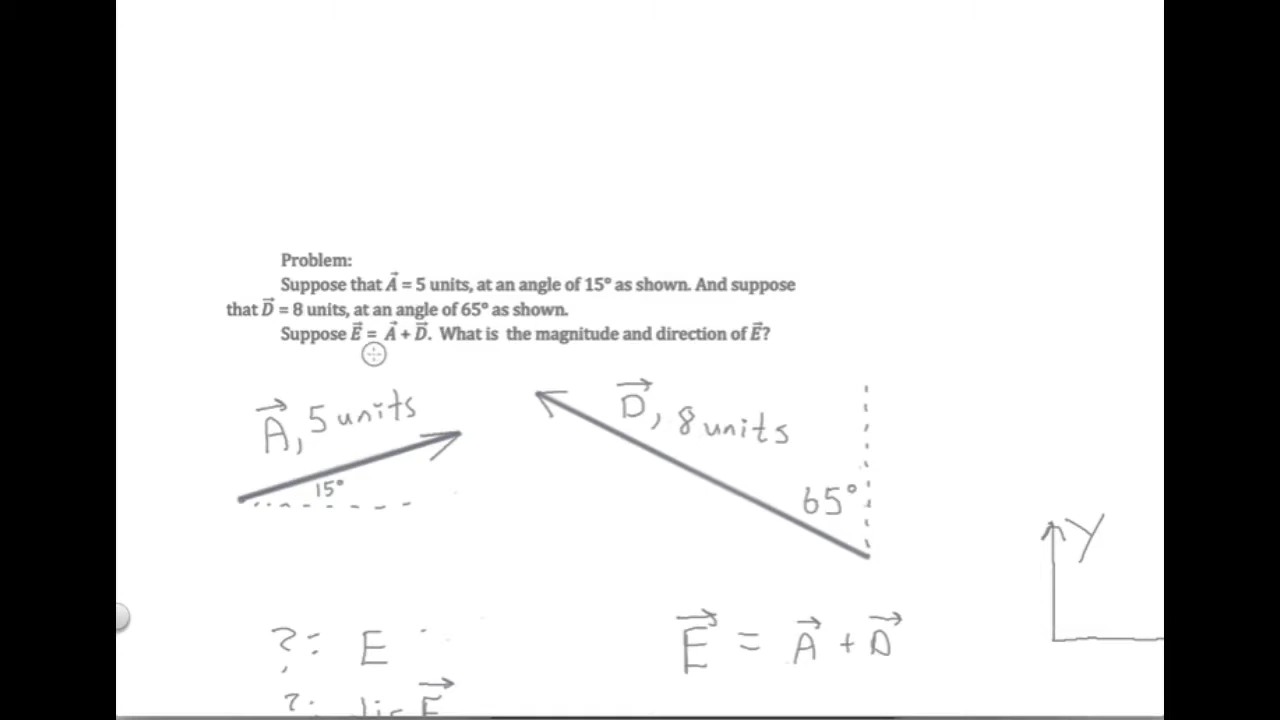 Problem:
Suppose that A⃗ = 5 units, at an angle of 15° as shown. And suppose
that D⃗ = 8 units, at an angle of 65° as shown.
Suppose E⃗ = A⃗ + D⃗. What is the magnitude and direction of E⃗?
A⃗, 5 units
D⃗, 8 units
15°
65°
Y
?: E
E⃗ = A⃗ + D⃗
?: dir E⃗